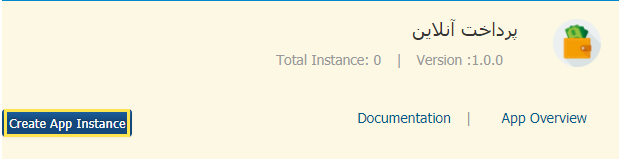 پرداخت آنلاین
Total Instance: 0 | Version :1.0.0
Documentation | App Overview
Create App Instance